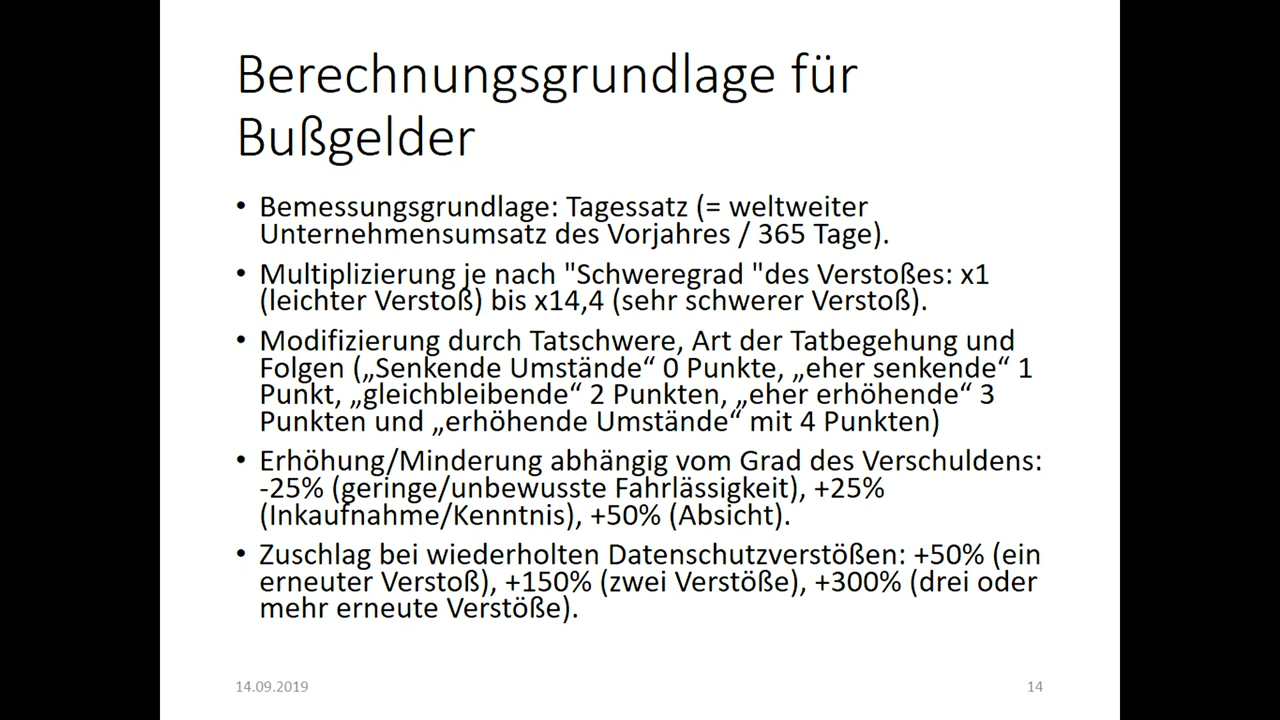 Berechnungsgrundlage für
Bußgelder
• Bemessungsgrundlage: Tagessatz (= weltweiter
Unternehmensumsatz des Vorjahres / 365 Tage).
• Multiplizierung je nach "Schweregrad "des Verstoßes: x1
(leichter Verstoß) bis x14,4 (sehr schwerer Verstoß).
• Modifizierung durch Tatschwere, Art der Tatbegehung und
Folgen („Senkende Umstände“ 0 Punkte, „eher senkende“ 1
Punkt, „gleichbleibende“ 2 Punkten, „eher erhöhende“ 3
Punkten und „erhöhende Umstände“ mit 4 Punkten)
• Erhöhung/Minderung abhängig vom Grad des Verschuldens:
-25% (geringe/unbewusste Fahrlässigkeit), +25%
(Inkaufnahme/Kenntnis), +50% (Absicht).
• Zuschlag bei wiederholten Datenschutzverstößen: +50% (ein
erneuter Verstoß), +150% (zwei Verstöße), +300% (drei oder
mehr erneute Verstöße).
14.09.2019
14